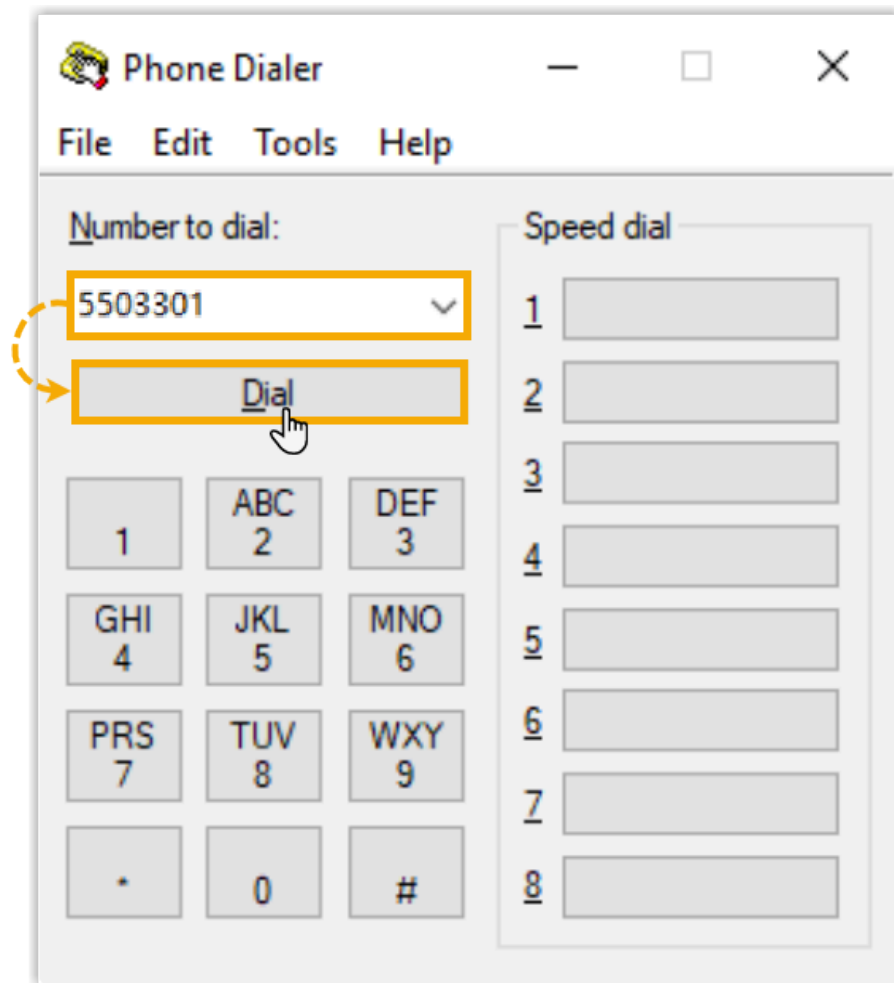 Phone Dialer
File Edit Tools Help
Number to dial:
5503301
Dial
1
ABC
2
DEF
3
GHI
4
JKL
5
MNO
6
PRS
7
TUV
8
WXY
9
*
0
#
Speed dial
1
2
3
4
5
6
7
8